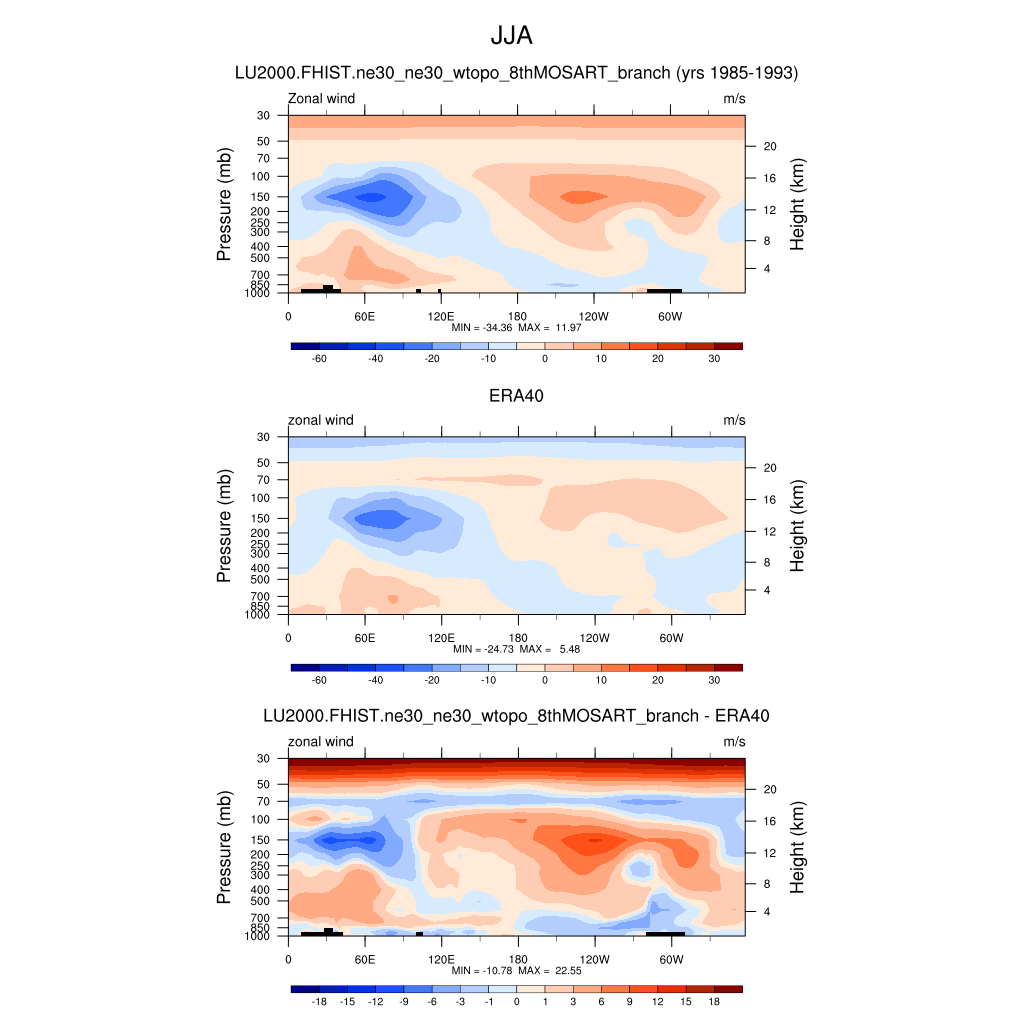 JJA
LU2000.FHIST.ne30_ne30_wtopo_8thMOSART_branch (yrs 1985-1993)
Zonal wind m/s
30
50 20
70
100 16
150
200 12
250
300 8
400
500
700 4
850
1000
Pressure (mb)
Height (km)
0 60E 120E 180 120W 60W
MIN = -34.36 MAX = 11.97
-60 -40 -20 -10 0 10 20 30
ERA40
zonal wind m/s
30
50 20
70
100 16
150
200 12
250
300 8
400
500
700 4
850
1000
Pressure (mb)
Height (km)
0 60E 120E 180 120W 60W
MIN = -24.73 MAX = 5.48
-60 -40 -20 -10 0 10 20 30
LU2000.FHIST.ne30_ne30_wtopo_8thMOSART_branch - ERA40
zonal wind m/s
30
50 20
70
100 16
150
200 12
250
300 8
400
500
700 4
850
1000
Pressure (mb)
Height (km)
0 60E 120E 180 120W 60W
MIN = -10.78 MAX = 22.55
-18 -15 -12 -9 -6 -3 -1 0 1 3 6 9 12 15 18